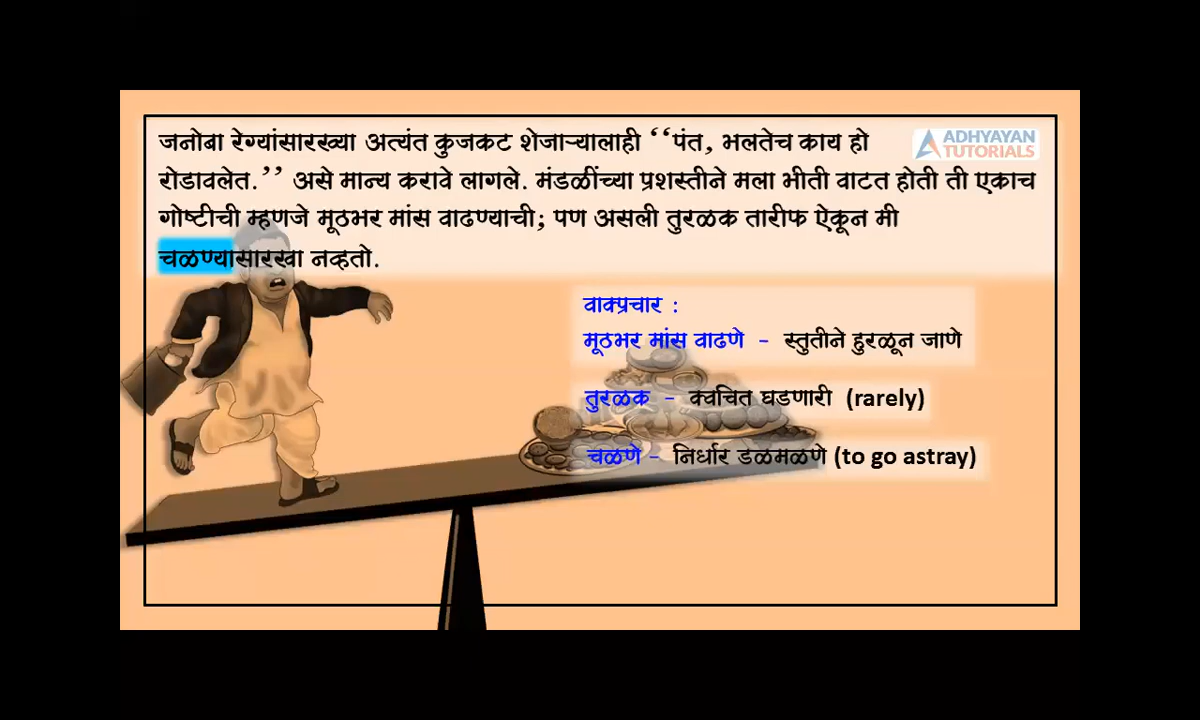 जनोबा रेग्यांसारख्या अत्यंत कुजकट शेजाऱ्यालाही “पंत, भलतेच काय हो
ADHYAYAN
TUTORIALS
रोडावलेत.” असे मान्य करावे लागले. मंडळींच्या प्रशस्तीने मला भीती वाटत होती ती एकाच
गोष्टीची म्हणजे मूठभर मांस वाढण्याची; पण असली तुरळक तारीफ ऐकून मी
चळण्यासारखा नव्हतो.
वाक्प्रचार :
मूठभर मांस वाढणे - स्तुतीने हुरळून जाणे
तुरळक - क्वचित घडणारी (rarely)
चळणे - निर्धार डळमळणे (to go astray)